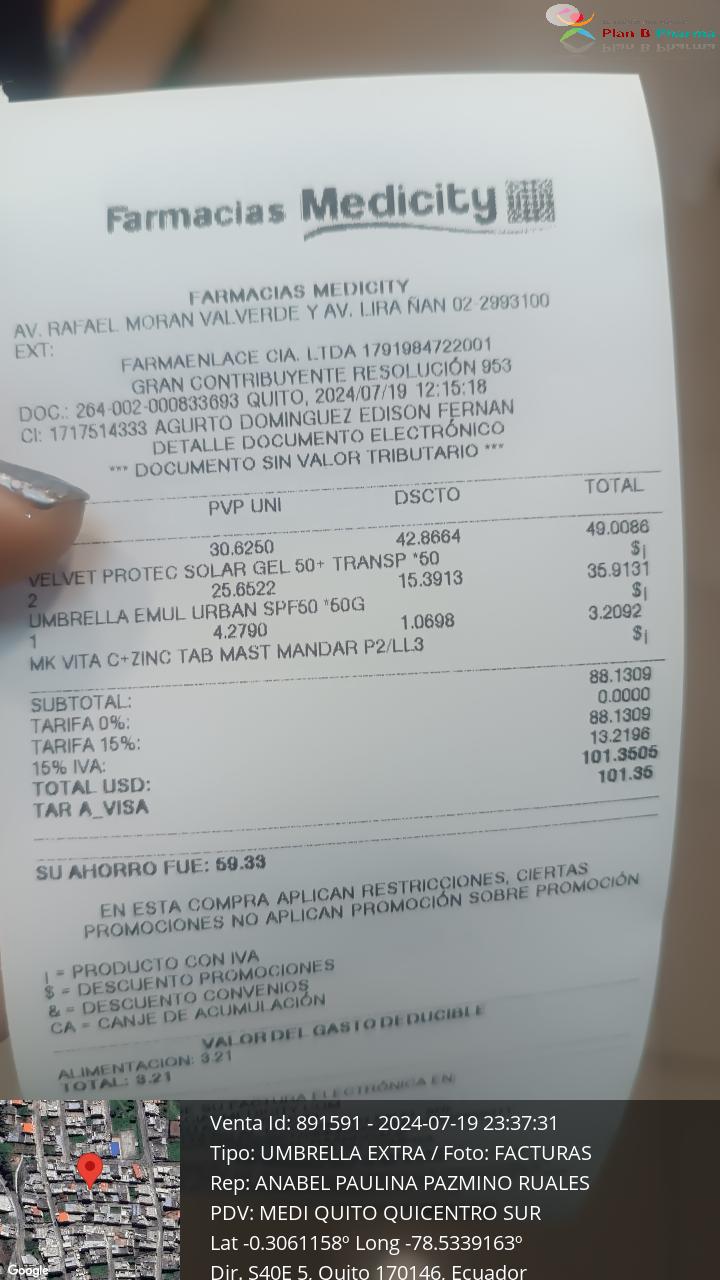 Plan B Pharma
Farmacias Medicity
FARMACIAS MEDICITY
AV. RAFAEL MORAN VALVERDE Y AV. LIRA ÑAN 02-2993100
EXT:
FARMAENLACE CIA. LTDA 1791984722001
GRAN CONTRIBUYENTE RESOLUCIÓN 953
DOC.: 264-002-000833693 QUITO, 2024/07/19 12:15:18
CI: 1717514333 AGURTO DOMINGUEZ EDISON FERNAN
DETALLE DOCUMENTO ELECTRÓNICO
*** DOCUMENTO SIN VALOR TRIBUTARIO ***
PVP UNI DSCTO TOTAL
30.6250 42.8664 49.0086
VELVET PROTEC SOLAR GEL 50+ TRANSP *50 $¡
2 25.6522 15.3913 35.9131
UMBRELLA EMUL URBAN SPF50 *50G $¡
1 4.2790 1.0698 3.2092
MK VITA C+ZINC TAB MAST MANDAR P2/LL3 $¡
SUBTOTAL: 88.1309
TARIFA 0%: 0.0000
TARIFA 15%: 88.1309
15% IVA: 13.2196
TOTAL USD: 101.3505
TAR A_VISA 101.35
SU AHORRO FUE: 59.33
EN ESTA COMPRA APLICAN RESTRICCIONES, CIERTAS
PROMOCIONES NO APLICAN PROMOCIÓN SOBRE PROMOCIÓN
¡ = PRODUCTO CON IVA
$ = DESCUENTO PROMOCIONES
& = DESCUENTO CONVENIOS
CA = CANJE DE ACUMULACIÓN
VALOR DEL GASTO DEDUCIBLE
ALIMENTACION: 3.21
TOTAL: 3.21
SU FACTURA ELECTRÓNICA EN:
Venta Id: 891591 - 2024-07-19 23:37:31
Tipo: UMBRELLA EXTRA / Foto: FACTURAS
Rep: ANABEL PAULINA PAZMINO RUALES
PDV: MEDI QUITO QUICENTRO SUR
Lat -0.3061158º Long -78.5339163º
Dir. S40E 5, Quito 170146, Ecuador
Google